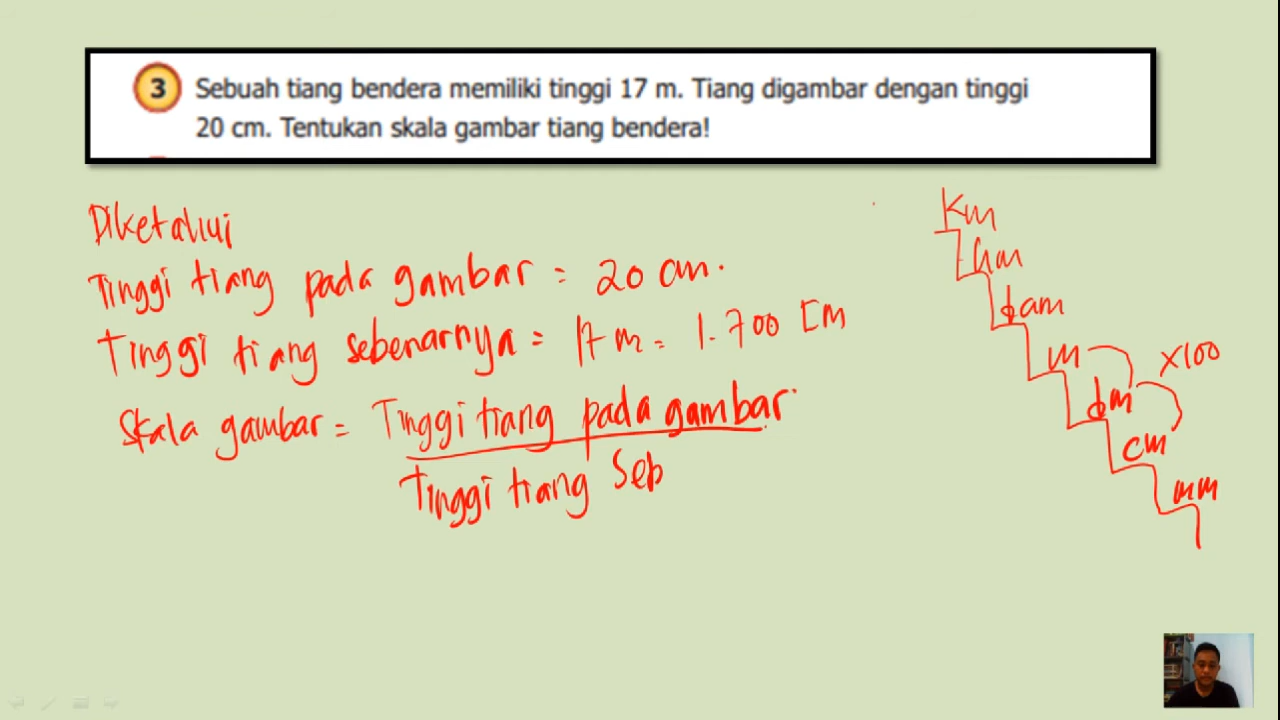 3 Sebuah tiang bendera memiliki tinggi 17 m. Tiang digambar dengan tinggi
20 cm. Tentukan skala gambar tiang bendera!
Diketahui
Tinggi tiang pada gambar = 20 cm.
Tinggi tiang sebenarnya = 17 m = 1.700 cm
Skala gambar = Tinggi tiang pada gambar
Tinggi tiang Seb
km
hm
dam
m
x100
dm
cm
mm